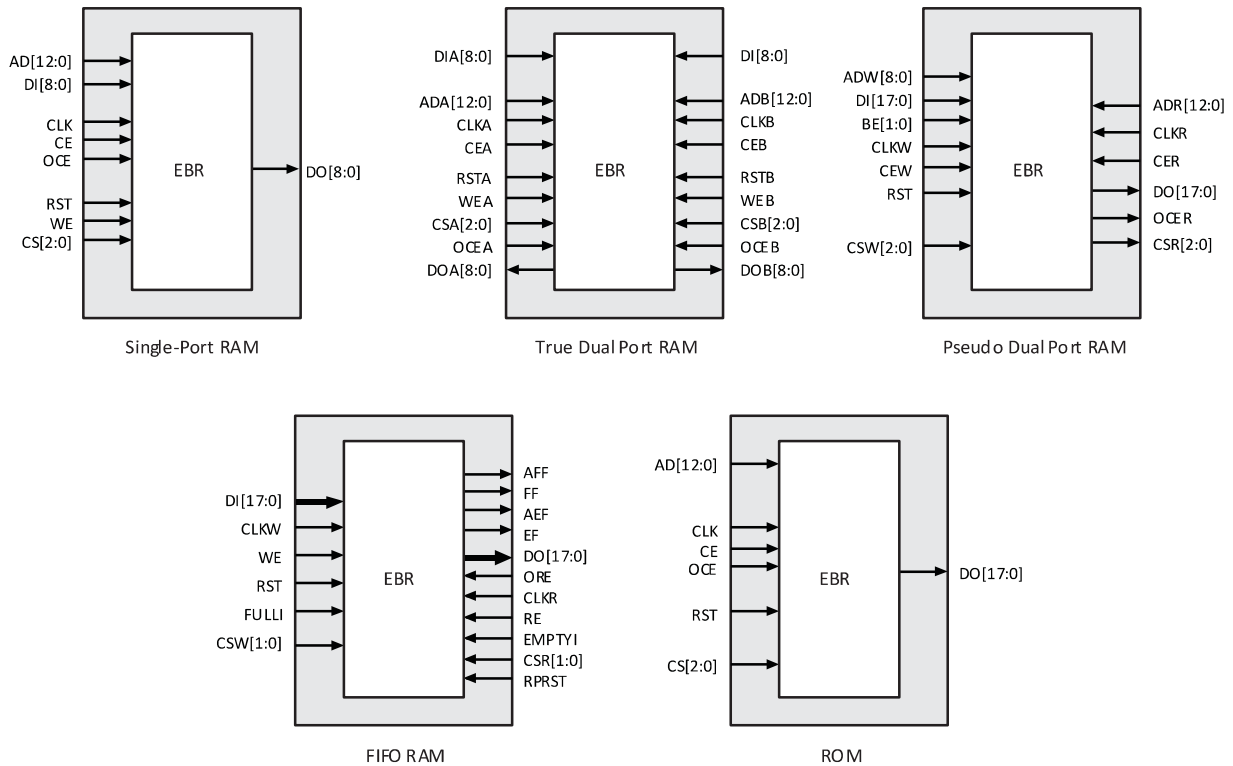 AD[12:0]
DI[8:0]
CLK
CE
OCE
RST
WE
CS[2:0]
EBR
DO[8:0]
Single-Port RAM
DIA[8:0]
ADA[12:0]
CLKA
CEA
RSTA
WEA
CSA[2:0]
OCEA
DOA[8:0]
EBR
DI[8:0]
ADB[12:0]
CLKB
CEB
RSTB
WEB
CSB[2:0]
OCEB
DOB[8:0]
True Dual Port RAM
ADW[8:0]
DI[17:0]
BE[1:0]
CLKW
CEW
RST
CSW[2:0]
EBR
ADR[12:0]
CLKR
CER
DO[17:0]
OCER
CSR[2:0]
Pseudo Dual Port RAM
DI[17:0]
CLKW
WE
RST
FULLI
CSW[1:0]
EBR
AFF
FF
AEF
EF
DO[17:0]
ORE
CLKR
RE
EMPTYI
CSR[1:0]
RPRST
FIFO RAM
AD[12:0]
CLK
CE
OCE
RST
CS[2:0]
EBR
DO[17:0]
ROM